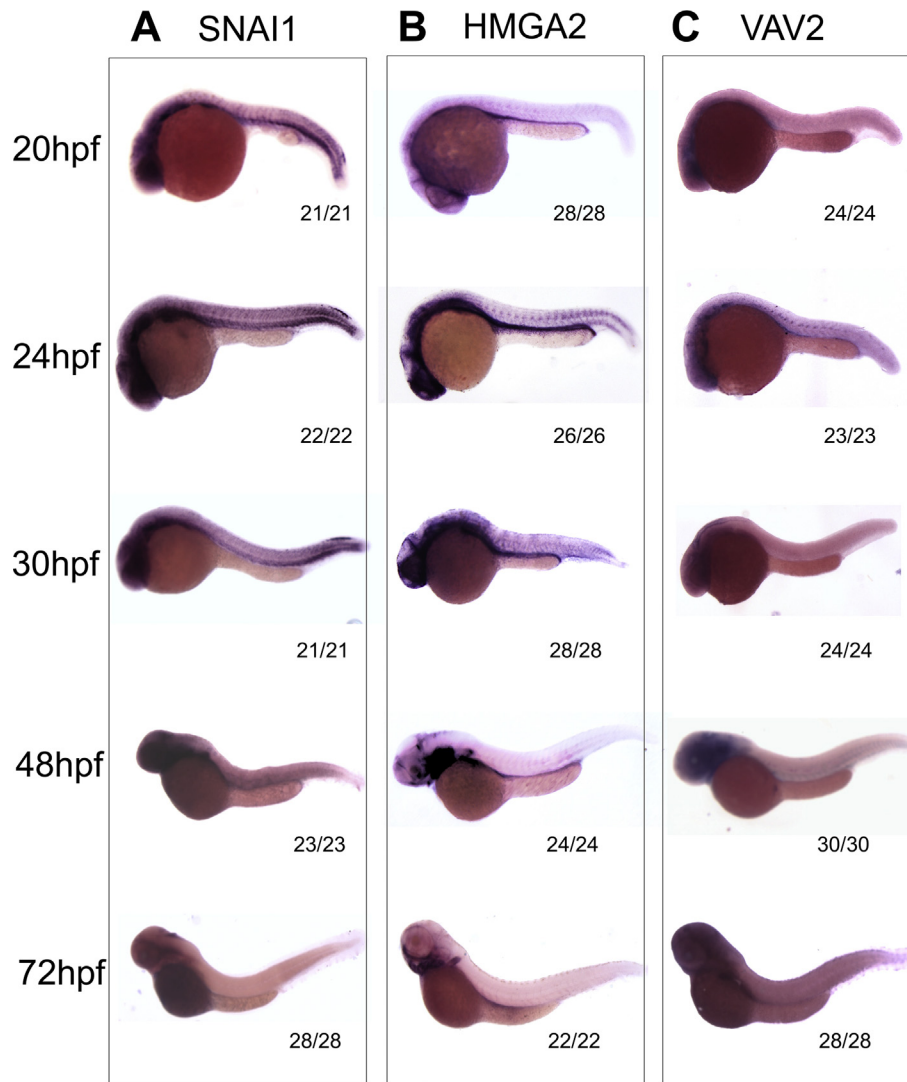 A SNAI1 B HMGA2 C VAV2
20hpf
21/21 28/28 24/24
24hpf
22/22 26/26 23/23
30hpf
21/21 28/28 24/24
48hpf
23/23 24/24 30/30
72hpf
28/28 22/22 28/28